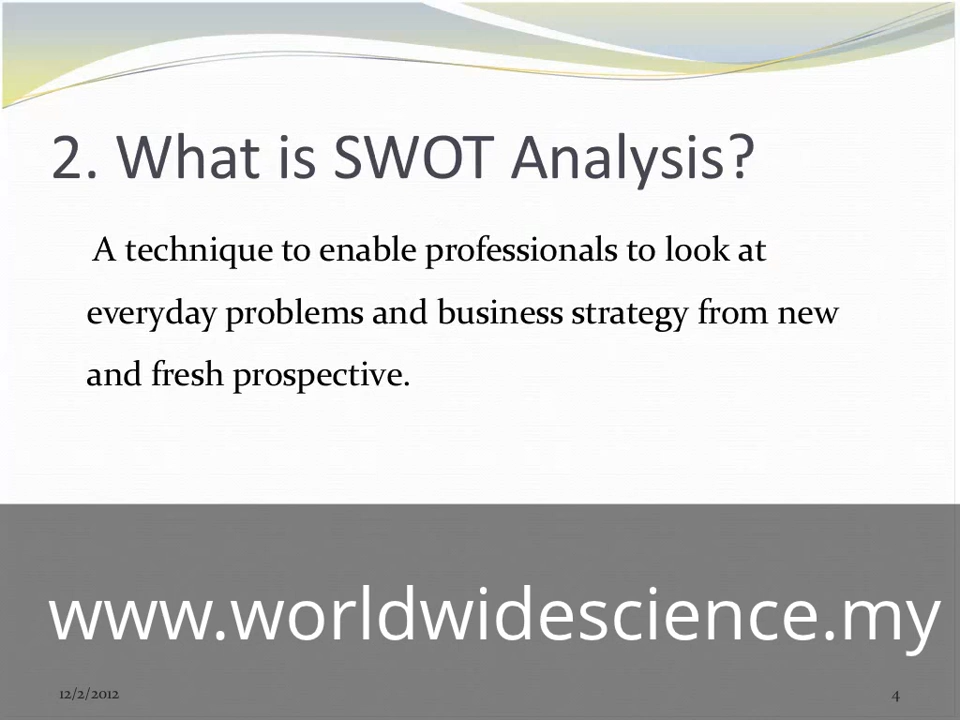 2. What is SWOT Analysis?
A technique to enable professionals to look at
everyday problems and business strategy from new
and fresh prospective.
www.worldwidescience.my
12/2/2012
4